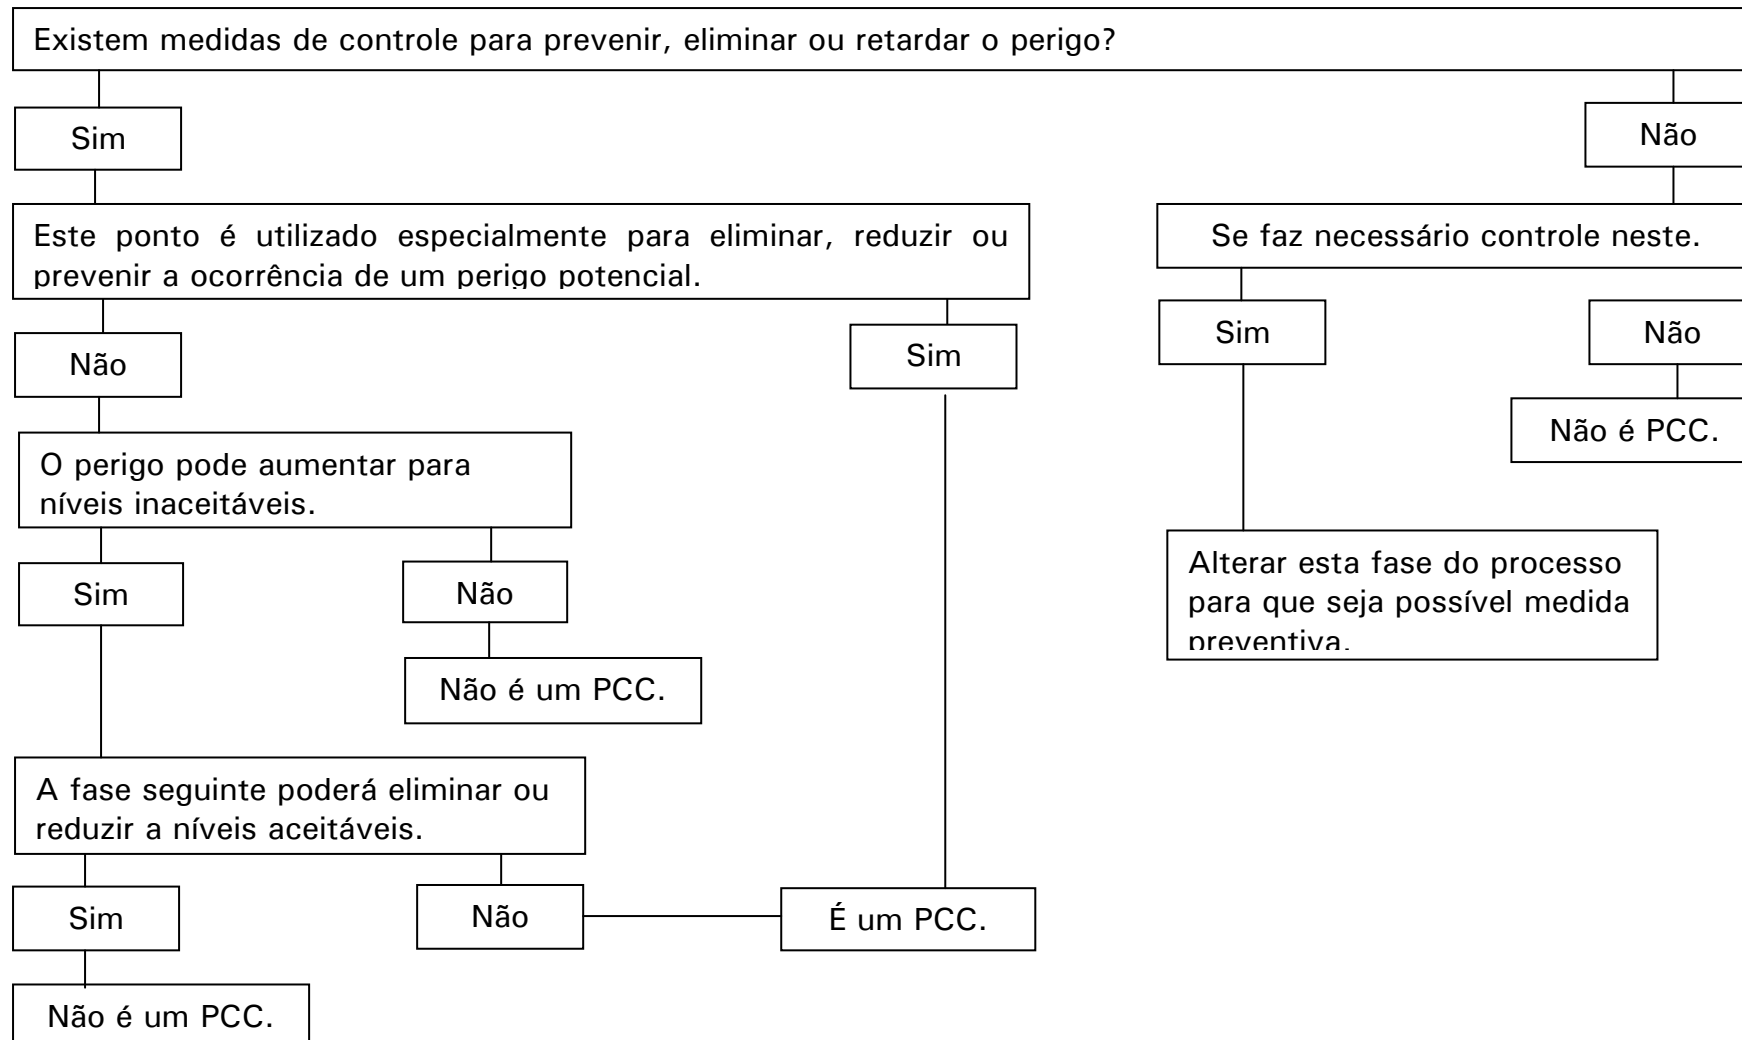 Existem medidas de controle para prevenir, eliminar ou retardar o perigo?
Sim
Não
Este ponto é utilizado especialmente para eliminar, reduzir ou
prevenir a ocorrência de um perigo potencial.
Se faz necessário controle neste.
Não
Sim
Sim
Não
Não é PCC.
O perigo pode aumentar para
níveis inaceitáveis.
Sim
Não
Alterar esta fase do processo
para que seja possível medida
preventiva.
Não é um PCC.
A fase seguinte poderá eliminar ou
reduzir a níveis aceitáveis.
Sim
Não
É um PCC.
Não é um PCC.